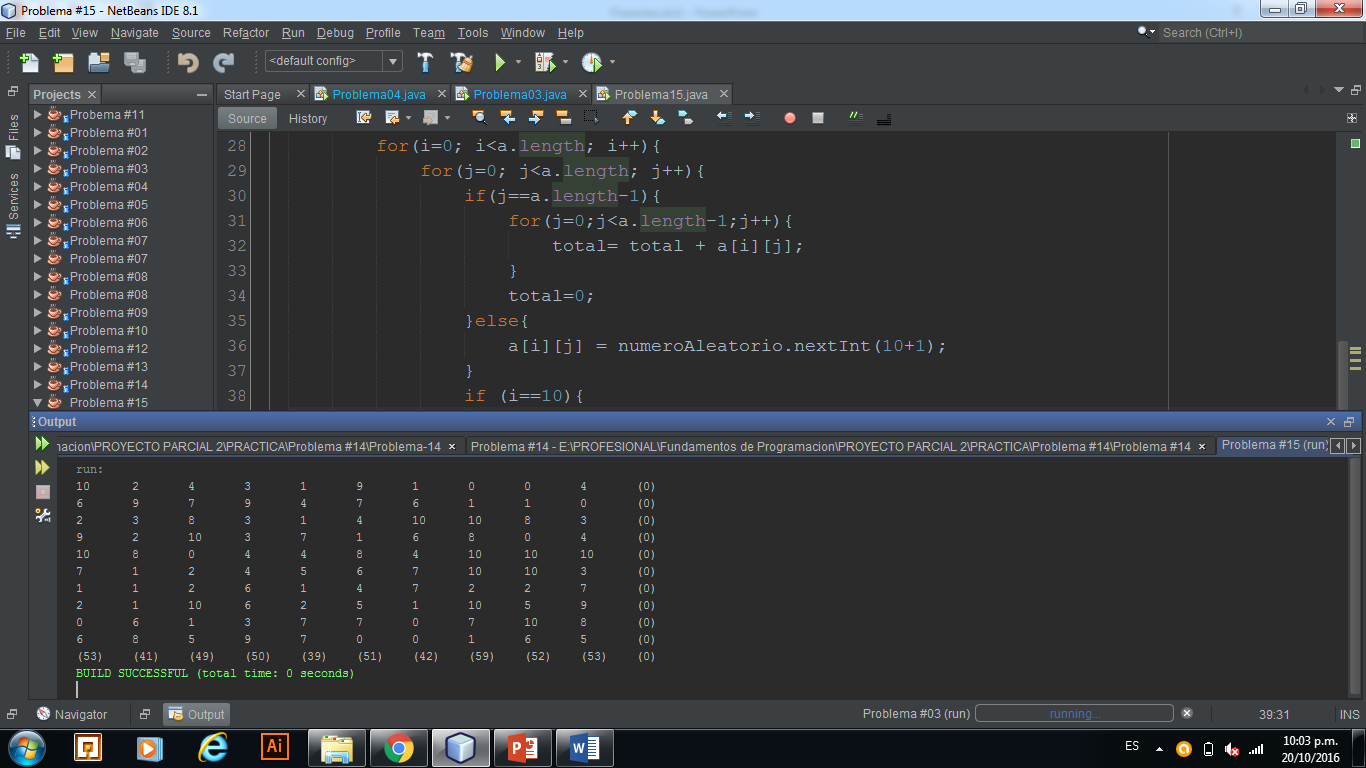 Problema #15 - NetBeans IDE 8.1
File Edit View Navigate Source Refactor Run Debug Profile Team Tools Window Help
Search (Ctrl+I)
<default config>
Projects
Start Page Problema04.java Problema03.java Problema15.java
Source History
Files
Services
Probema #11
Problema #01
Problema #02
Problema #03
Problema #04
Problema #05
Problema #06
Problema #07
Problema #07
Problema #08
Problema #08
Problema #09
Problema #10
Problema #12
Problema #13
Problema #14
Problema #15
28 for(i=0; i<a.length; i++){
29 for(j=0; j<a.length; j++){
30 if(j==a.length-1){
31 for(j=0;j<a.length-1;j++){
32 total= total + a[i][j];
33 }
34 total=0;
35 }else{
36 a[i][j] = numeroAleatorio.nextInt(10+1);
37 }
38 if (i==10){
Output
nacion\PROYECTO PARCIAL 2\PRACTICA\Problema #14\Problema-14 Problema #14 - E:\PROFESIONAL\Fundamentos de Programacion\PROYECTO PARCIAL 2\PRACTICA\Problema #14\Problema #14 Problema #15 (run)
run:
10 2 4 3 1 9 1 0 0 4 (0)
6 9 7 9 4 7 6 1 1 0 (0)
2 3 8 3 1 4 10 10 8 3 (0)
9 2 10 3 7 1 6 8 0 4 (0)
10 8 0 4 4 8 4 10 10 10 (0)
7 1 2 4 5 6 7 10 10 3 (0)
1 1 2 6 1 4 7 2 2 7 (0)
2 1 10 6 2 5 1 10 5 9 (0)
0 6 1 3 7 7 0 7 10 8 (0)
6 8 5 9 7 0 0 1 6 5 (0)
(53) (41) (49) (50) (39) (51) (42) (59) (52) (53) (0)
BUILD SUCCESSFUL (total time: 0 seconds)
Navigator Output
Problema #03 (run) running... 39:31 INS
Ai
ES
10:03 p.m.
20/10/2016